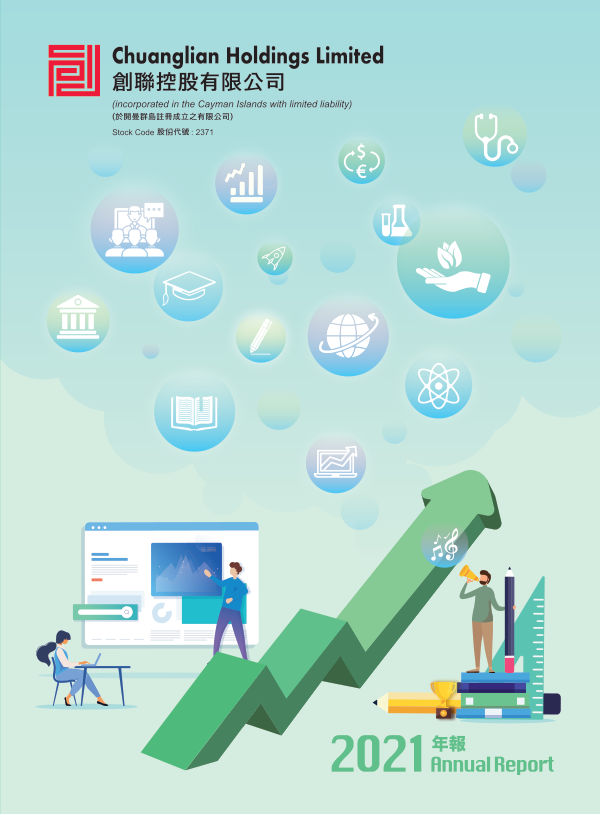 Chuanglian Holdings Limited
創聯控股有限公司
(incorporated in the Cayman Islands with limited liability)
(於開曼群島註冊成立之有限公司)
Stock Code 股份代號 : 2371
$
€
2021 年報
Annual Report